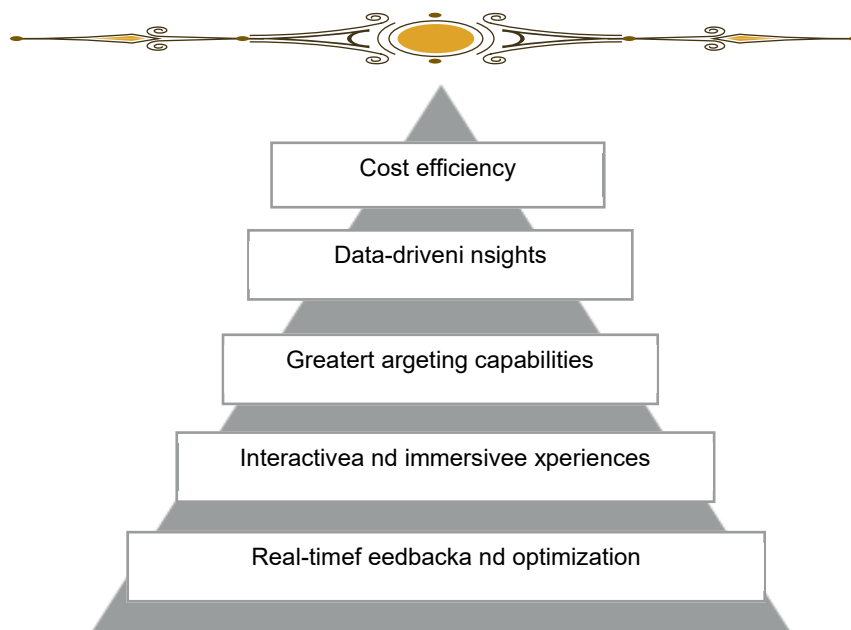 Cost efficiency
Data-driveni nsights
Greatert argeting capabilities
Interactivea nd immersivee xperiences
Real-timef eedbacka nd optimization